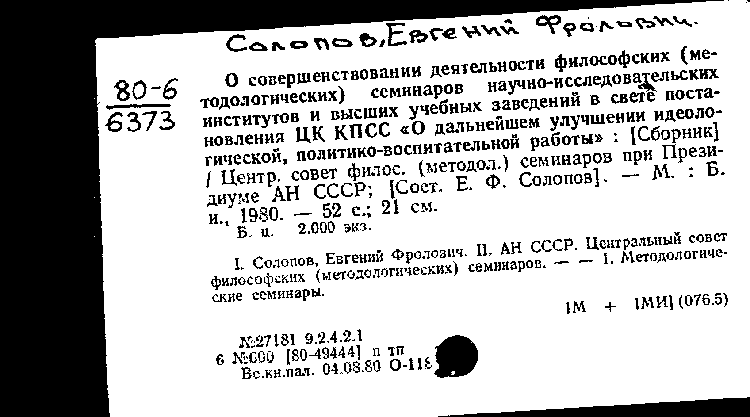 Солопов, Евгений Фролович.
80-6
6373
О совершенствовании деятельности философских (ме-
тодологических) семинаров научно-исследовательских
институтов и высших учебных заведений в свете поста-
новления ЦК КПСС «О дальнейшем улучшении идеоло-
гической, политико-воспитательной работы» : [Сборник]
/ Центр. совет филос. (методол.) семинаров при Прези-
диуме АН СССР; [Сост. Е. Ф. Солопов]. — М. : Б.
и., 1980. — 52 с.; 21 см.
Б. ц. 2.000 экз.
I. Солопов, Евгений Фролович. II. АН СССР. Центральный совет
философских (методологических) семинаров. — — 1. Методологиче-
ские семинары.
1М + 1МИ] (076.5)
№27181 9.2.4.2.1
6 №000 [80-49444] п тп
Вс.кн.пал. 04.08.80 О-118